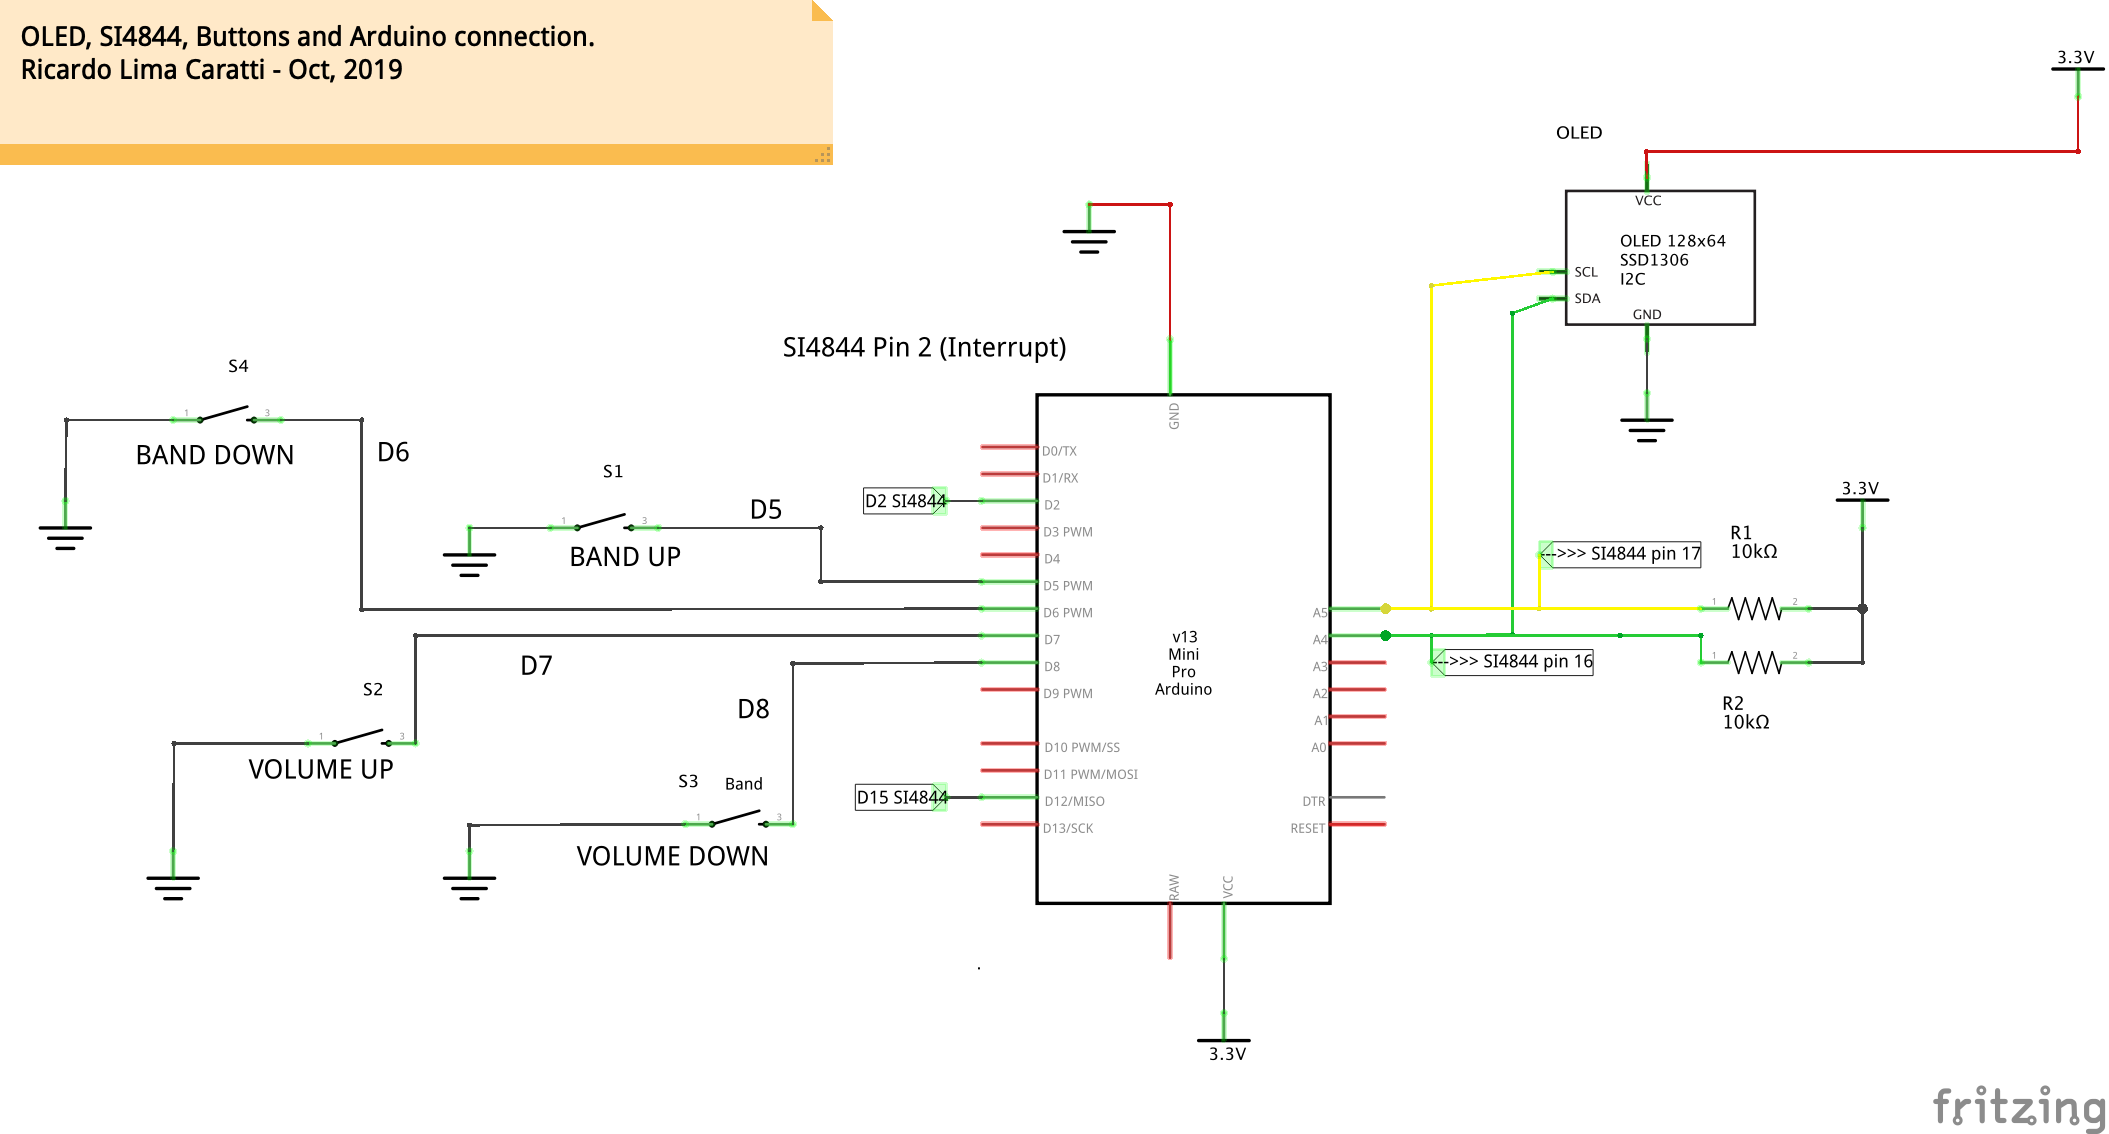 OLED, SI4844, Buttons and Arduino connection.
Ricardo Lima Caratti - Oct, 2019
3.3V
OLED
VCC
OLED 128x64
SSD1306
I2C
SCL
SDA
GND
SI4844 Pin 2 (Interrupt)
S4
1
3
BAND DOWN
D6
S1
1
3
D5
BAND UP
D2 SI4844
GND
D0/TX
D1/RX
D2
D3 PWM
D4
D5 PWM
D6 PWM
D7
D8
D9 PWM
D10 PWM/SS
D11 PWM/MOSI
D12/MISO
D13/SCK
v13
Mini
Pro
Arduino
A5
A4
A3
A2
A1
A0
DTR
RESET
RAW
VCC
3.3V
3.3V
R1
10kΩ
--->>> SI4844 pin 17
1
2
--->>> SI4844 pin 16
1
2
R2
10kΩ
D7
S2
1
3
VOLUME UP
D8
S3
Band
1
3
VOLUME DOWN
D15 SI4844
fritzing